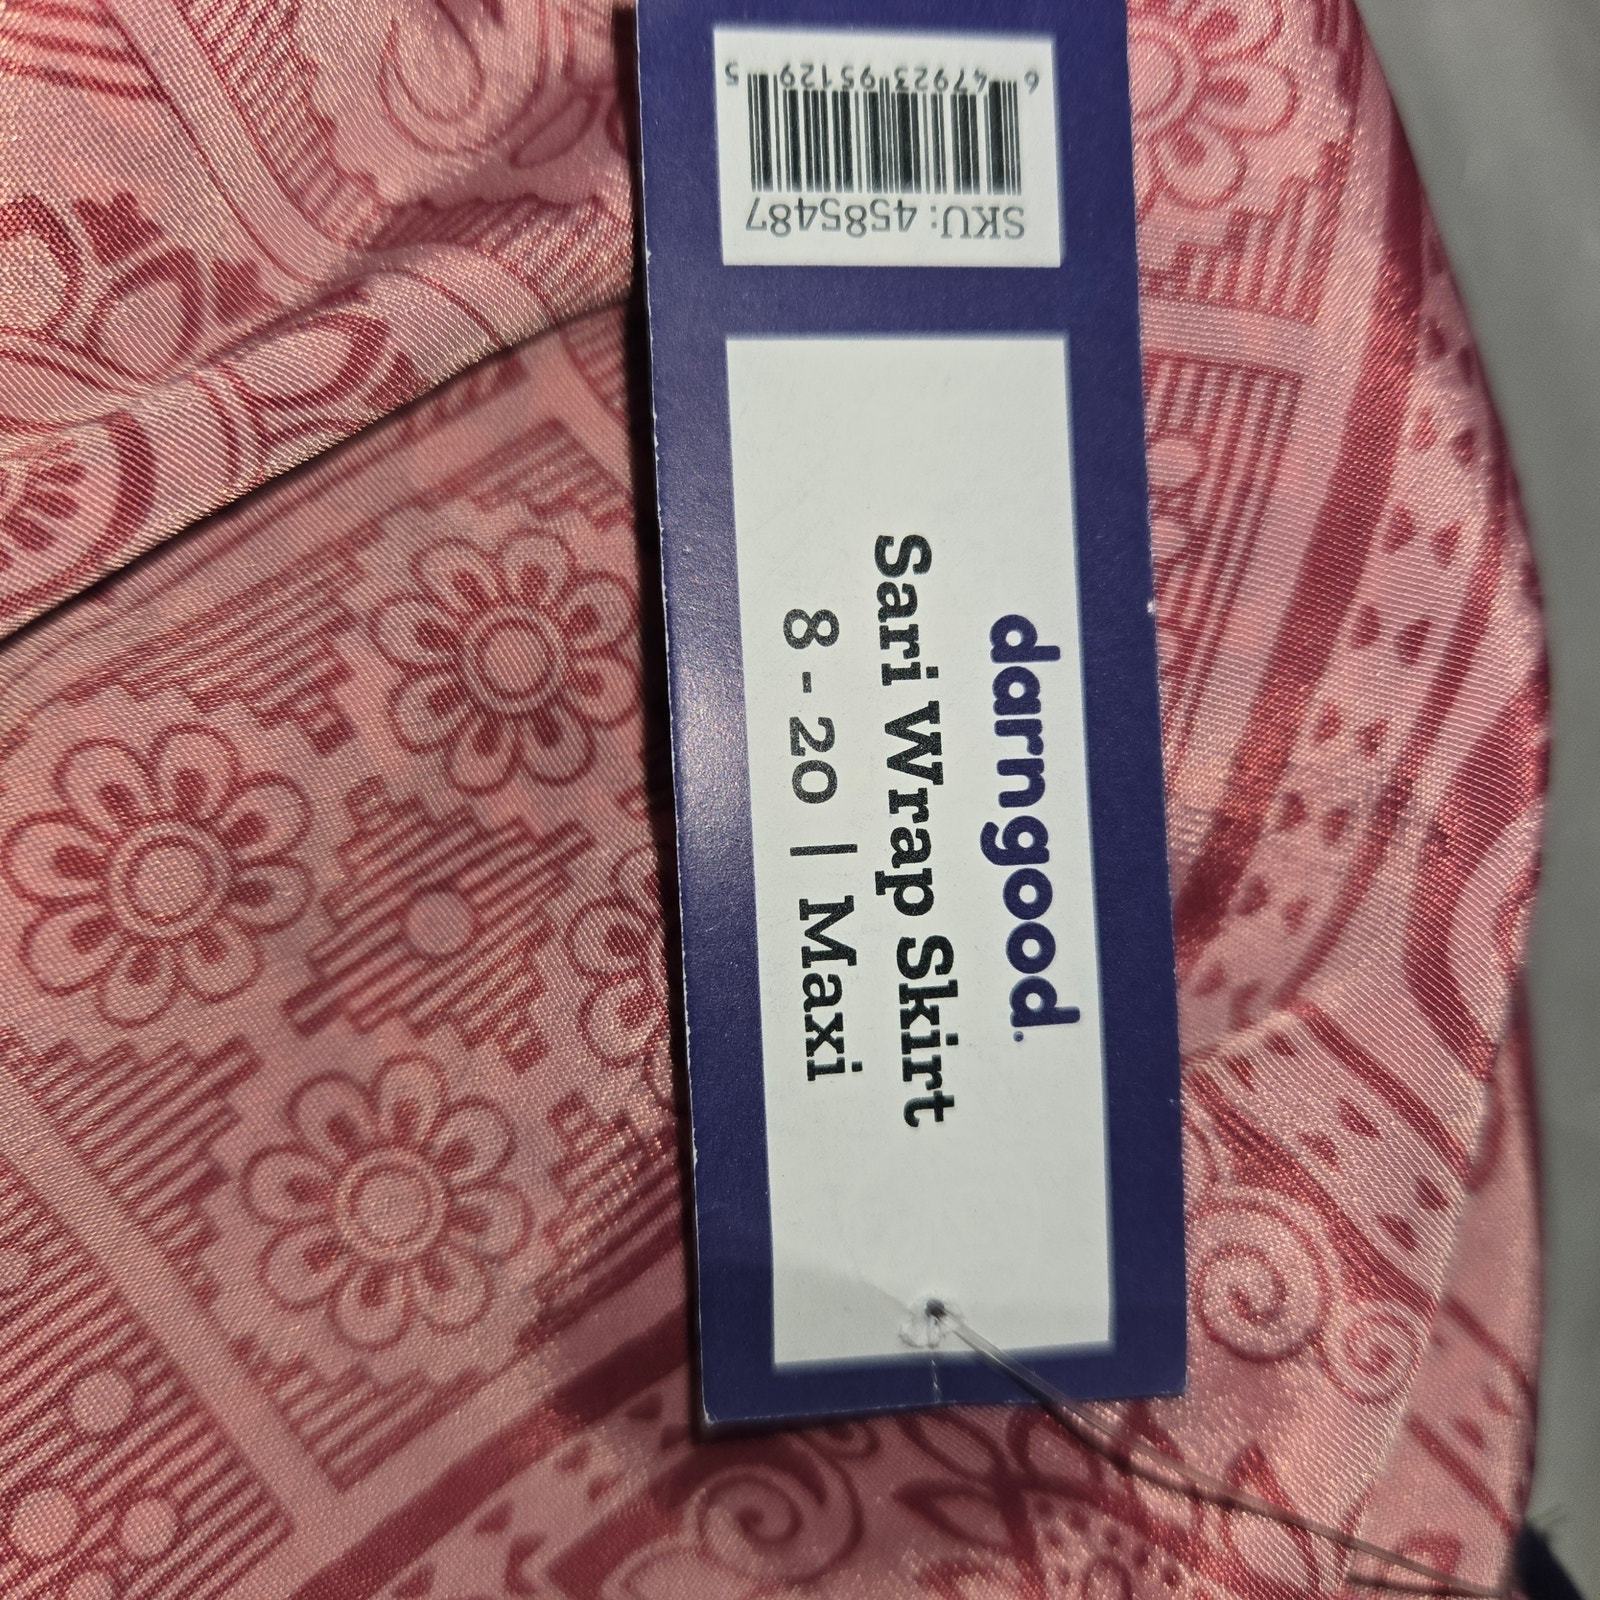 darngood.
Sari Wrap Skirt
8 - 20 | Maxi
SKU: 4585487
6 47923 95129 5